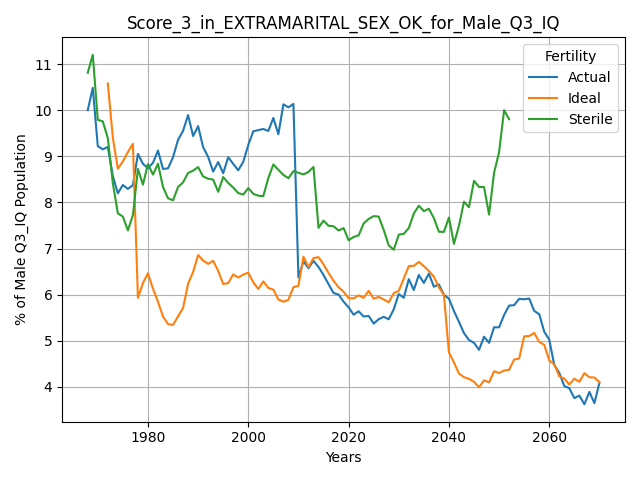 Score_3_in_EXTRAMARITAL_SEX_OK_for_Male_Q3_IQ
Fertility
Actual
Ideal
Sterile
% of Male Q3_IQ Population
11
10
9
8
7
6
5
4
1980
2000
2020
2040
2060
Years